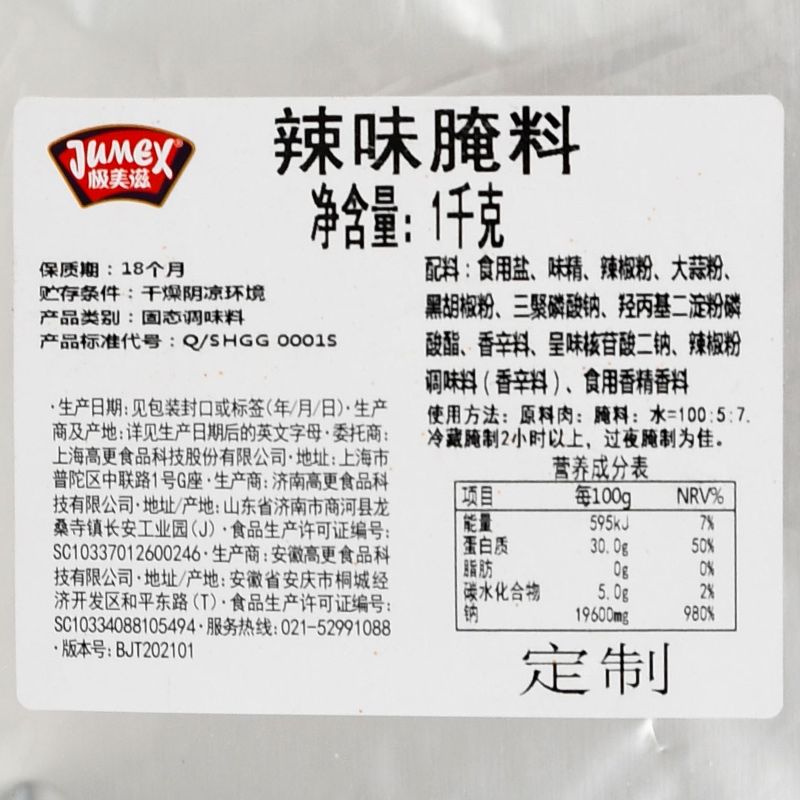 JUMEX®
极美滋
辣味腌料
净含量：1千克
保质期：18个月
贮存条件：干燥阴凉环境
产品类别：固态调味料
产品标准代号：Q/SHGG 0001S
·生产日期:见包装封口或标签(年/月/日)·生产
商及产地:详见生产日期后的英文字母·委托商:
上海高更食品科技股份有限公司·地址:上海市
普陀区中联路1号G座·生产商:济南高更食品科
技有限公司·地址/产地:山东省济南市商河县龙
桑寺镇长安工业园(J)·食品生产许可证编号:
SC10337012600246·生产商:安徽高更食品科
技有限公司·地址/产地:安徽省安庆市桐城经
济开发区和平东路(T)·食品生产许可证编号:
SC10334088105494·服务热线:021-52991088
·版本号:BJT202101
配料：食用盐、味精、辣椒粉、大蒜粉、
黑胡椒粉、三聚磷酸钠、羟丙基二淀粉磷
酸酯、香辛料、呈味核苷酸二钠、辣椒粉
调味料（香辛料）、食用香精香料
使用方法：原料肉：腌料：水=100:5:7.
冷藏腌制2小时以上，过夜腌制为佳。
营养成分表
项目 每100g NRV%
能量 595kJ 7%
蛋白质 30.0g 50%
脂肪 0g 0%
碳水化合物 5.0g 2%
钠 19600mg 980%
定制